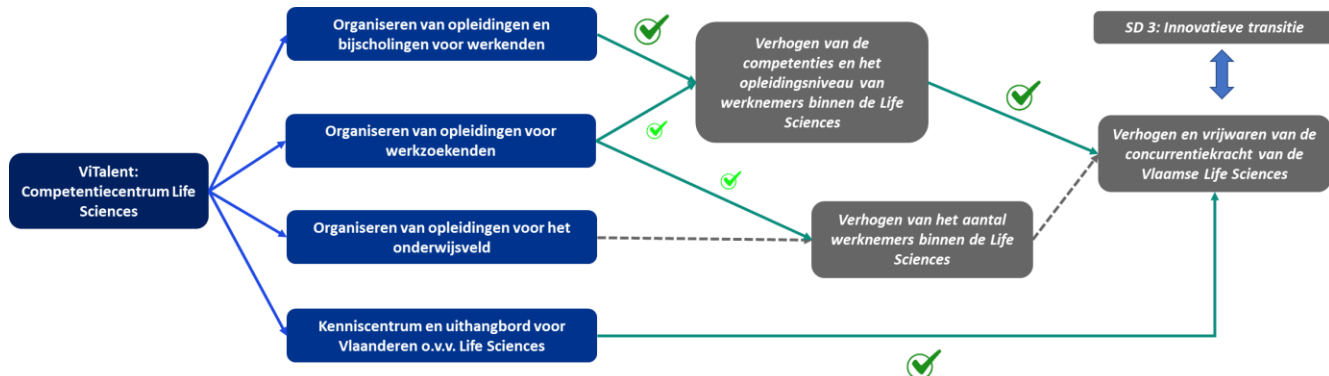 Organiseren van opleidingen en
bijscholingen voor werkenden
SD 3: Innovatieve transitie
Verhogen van de
competenties en het
opleidingsniveau van
werknemers binnen de Life
Sciences
Organiseren van opleidingen voor
werkzoekenden
Verhogen en vrijwaren van de
concurrentiekracht van de
Vlaamse Life Sciences
ViTalent:
Competentiecentrum Life
Sciences
Organiseren van opleidingen voor het
onderwijsveld
Verhogen van het aantal
werknemers binnen de Life
Sciences
Kenniscentrum en uithangbord voor
Vlaanderen o.v.v. Life Sciences